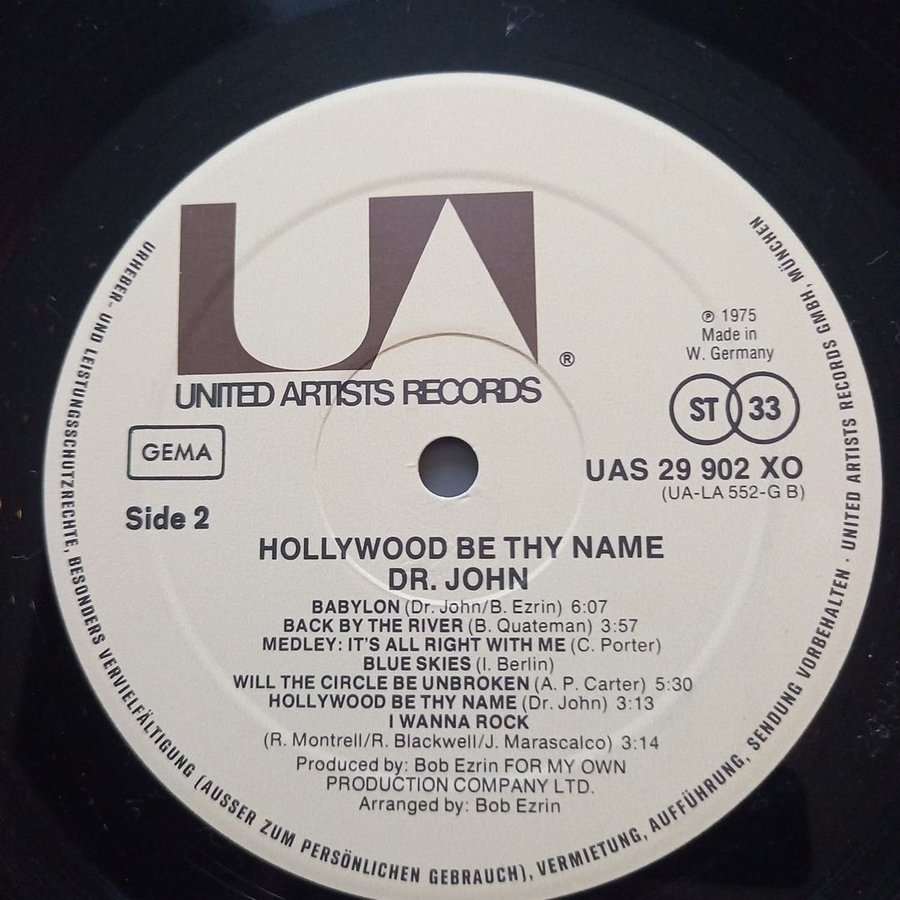 UA
®
UNITED ARTISTS RECORDS
GEMA
Side 2
℗ 1975
Made in
W. Germany
ST 33
UAS 29 902 XO
(UA-LA 552-G B)
HOLLYWOOD BE THY NAME
DR. JOHN
BABYLON (Dr. John/B. Ezrin) 6:07
BACK BY THE RIVER (B. Quateman) 3:57
MEDLEY: IT'S ALL RIGHT WITH ME (C. Porter)
BLUE SKIES (I. Berlin)
WILL THE CIRCLE BE UNBROKEN (A. P. Carter) 5:30
HOLLYWOOD BE THY NAME (Dr. John) 3:13
I WANNA ROCK
(R. Montrell/R. Blackwell/J. Marascalco) 3:14
Produced by: Bob Ezrin FOR MY OWN
PRODUCTION COMPANY LTD.
Arranged by: Bob Ezrin
URHEBER- UND LEISTUNGSSCHUTZRECHTE, BESONDERS VERVIELFÄLTIGUNG (AUSSER ZUM PERSÖNLICHEN GEBRAUCH), VERMIETUNG, AUFFÜHRUNG, SENDUNG VORBEHALTEN · UNITED ARTISTS RECORDS GMBH, MÜNCHEN